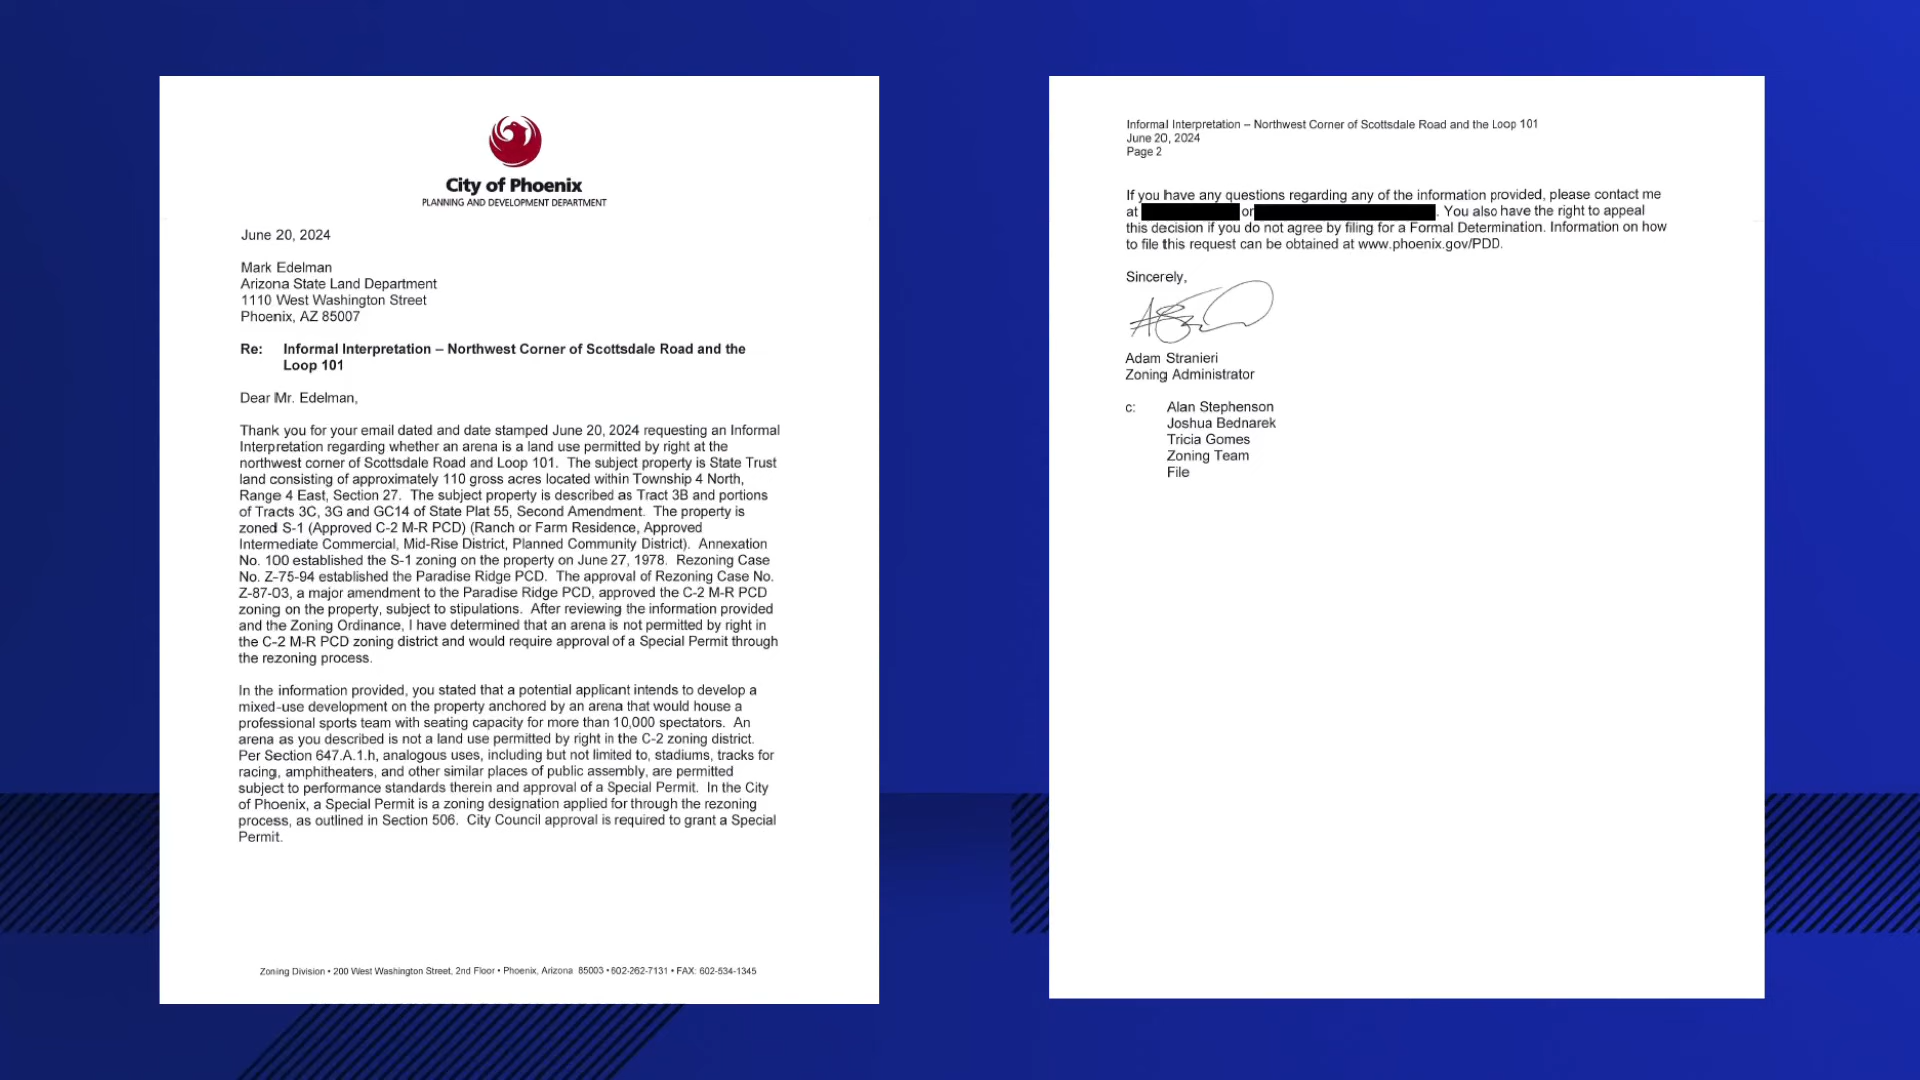 City of Phoenix
PLANNING AND DEVELOPMENT DEPARTMENT
June 20, 2024
Mark Edelman
Arizona State Land Department
1110 West Washington Street
Phoenix, AZ 85007
Re: Informal Interpretation – Northwest Corner of Scottsdale Road and the
Loop 101
Dear Mr. Edelman,
Thank you for your email dated and date stamped June 20, 2024 requesting an Informal
Interpretation regarding whether an arena is a land use permitted by right at the
northwest corner of Scottsdale Road and Loop 101. The subject property is State Trust
land consisting of approximately 110 gross acres located within Township 4 North,
Range 4 East, Section 27. The subject property is described as Tract 3B and portions
of Tracts 3C, 3G and GC14 of State Plat 55, Second Amendment. The property is
zoned S-1 (Approved C-2 M-R PCD) (Ranch or Farm Residence, Approved
Intermediate Commercial, Mid-Rise District, Planned Community District). Annexation
No. 100 established the S-1 zoning on the property on June 27, 1978. Rezoning Case
No. Z-75-94 established the Paradise Ridge PCD. The approval of Rezoning Case No.
Z-87-03, a major amendment to the Paradise Ridge PCD, approved the C-2 M-R PCD
zoning on the property, subject to stipulations. After reviewing the information provided
and the Zoning Ordinance, I have determined that an arena is not permitted by right in
the C-2 M-R PCD zoning district and would require approval of a Special Permit through
the rezoning process.
In the information provided, you stated that a potential applicant intends to develop a
mixed-use development on the property anchored by an arena that would house a
professional sports team with seating capacity for more than 10,000 spectators. An
arena as you described is not a land use permitted by right in the C-2 zoning district.
Per Section 647.A.1.h, analogous uses, including but not limited to, stadiums, tracks for
racing, amphitheaters, and other similar places of public assembly, are permitted
subject to performance standards therein and approval of a Special Permit. In the City
of Phoenix, a Special Permit is a zoning designation applied for through the rezoning
process, as outlined in Section 506. City Council approval is required to grant a Special
Permit.
Zoning Division • 200 West Washington Street, 2nd Floor • Phoenix, Arizona 85003 • 602-262-7131 • FAX: 602-534-1345
Informal Interpretation – Northwest Corner of Scottsdale Road and the Loop 101
June 20, 2024
Page 2
If you have any questions regarding any of the information provided, please contact me
at or . You also have the right to appeal
this decision if you do not agree by filing for a Formal Determination. Information on how
to file this request can be obtained at www.phoenix.gov/PDD.
Sincerely,
Adam Stranieri
Zoning Administrator
c: Alan Stephenson
Joshua Bednarek
Tricia Gomes
Zoning Team
File